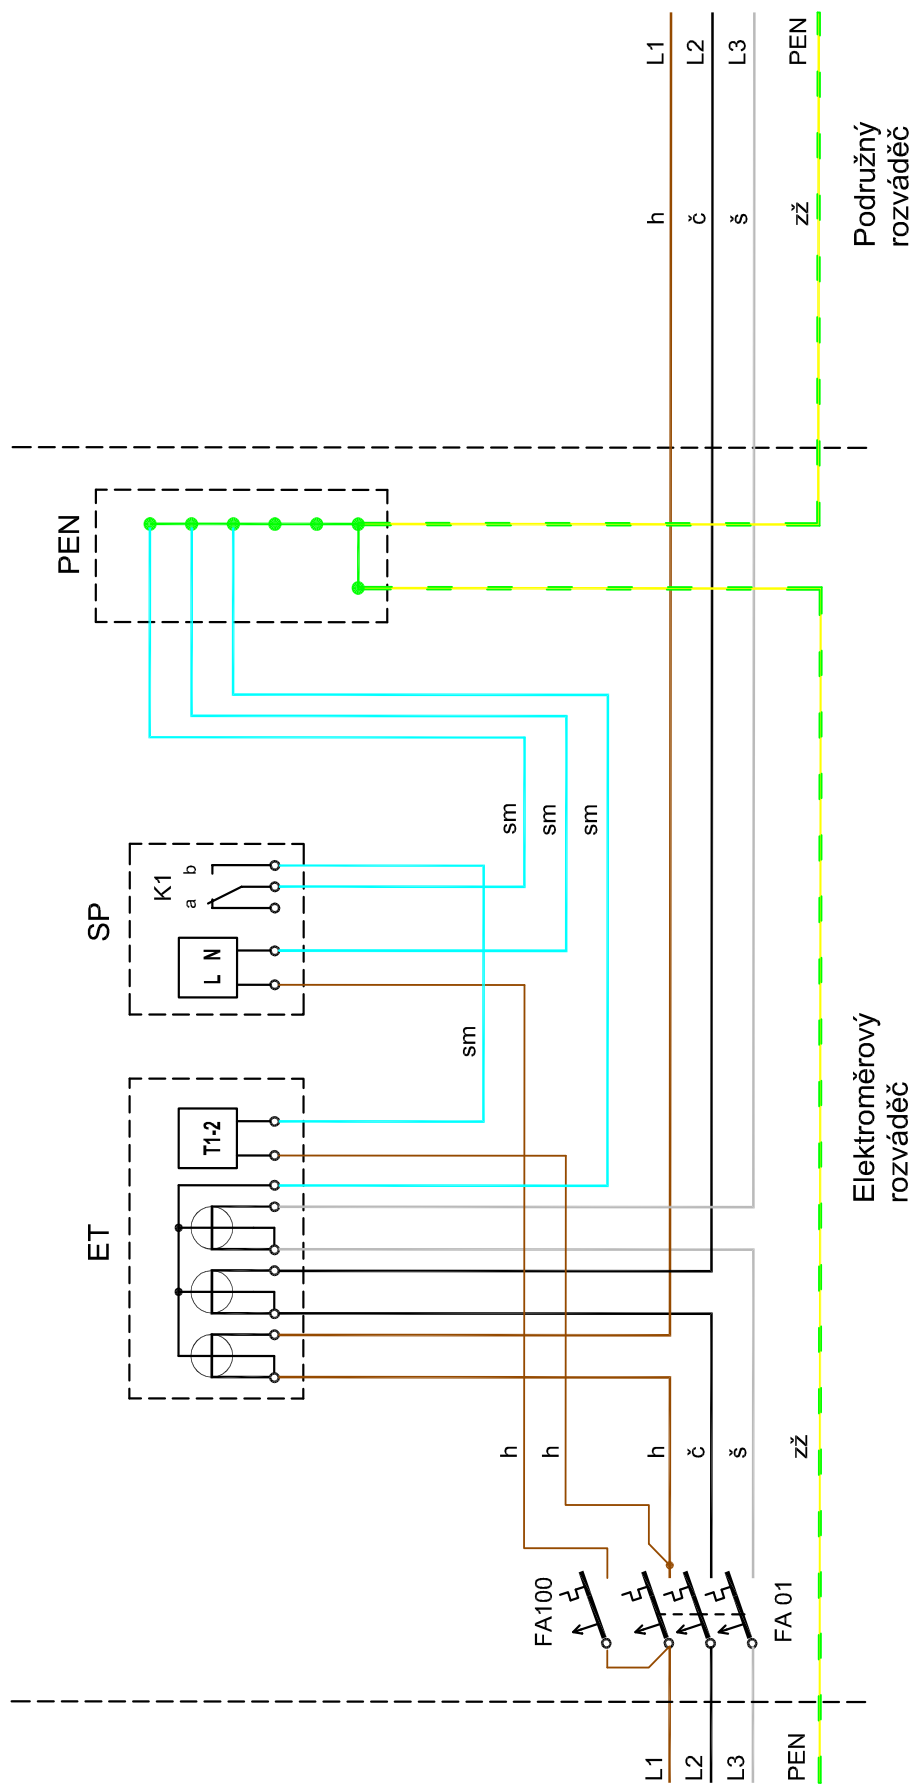 ET
SP
PEN
T1-2
L N
K1
a
b
sm
sm
sm
sm
FA100
FA 01
h
h
h
č
š
zž
h
č
š
zž
L1
L2
L3
PEN
L1
L2
L3
PEN
Elektroměrový
rozváděč
Podružný
rozváděč